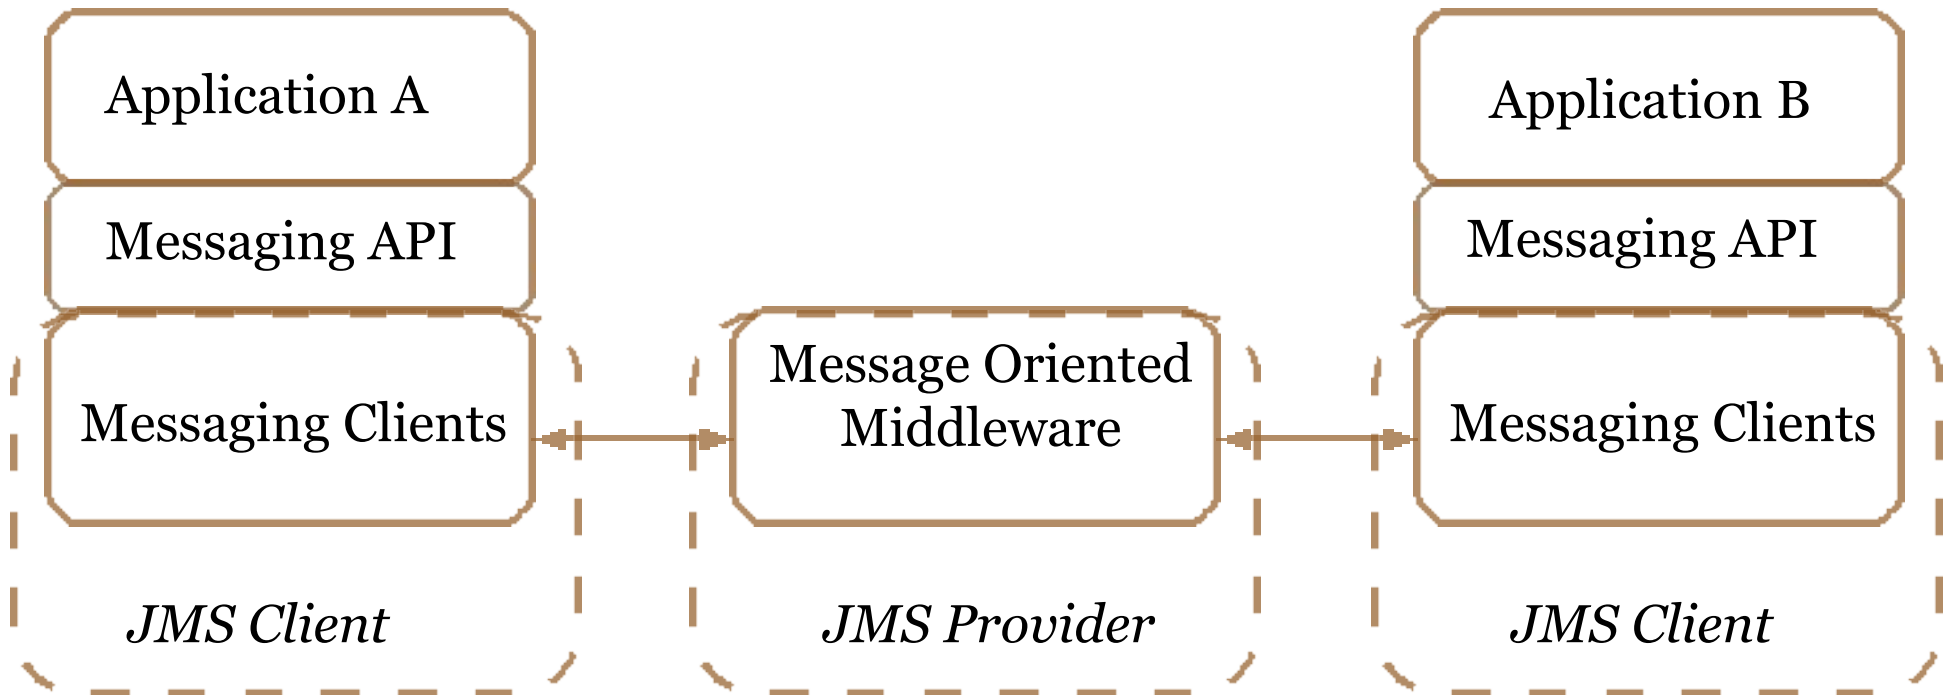 Application A
Messaging API
Messaging Clients
JMS Client
Message Oriented
Middleware
JMS Provider
Application B
Messaging API
Messaging Clients
JMS Client